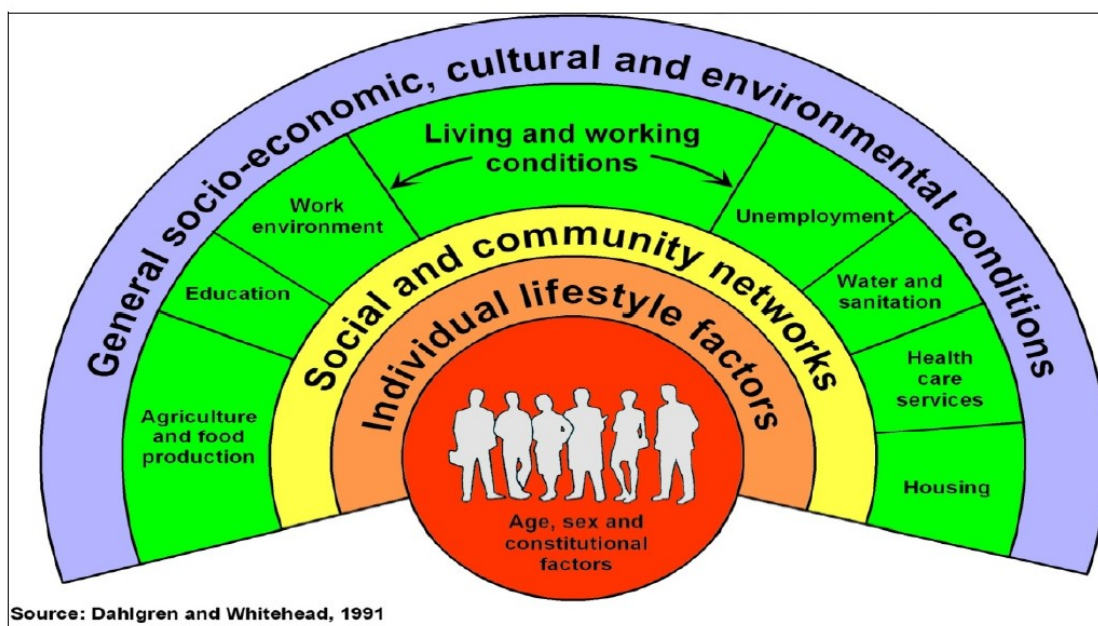 General socio-economic, cultural and environmental conditions
Living and working
conditions
Agriculture
and food
production
Education
Work
environment
Unemployment
Water and
sanitation
Health
care
services
Housing
Social and community networks
Individual lifestyle factors
Age, sex and
constitutional
factors
Source: Dahlgren and Whitehead, 1991